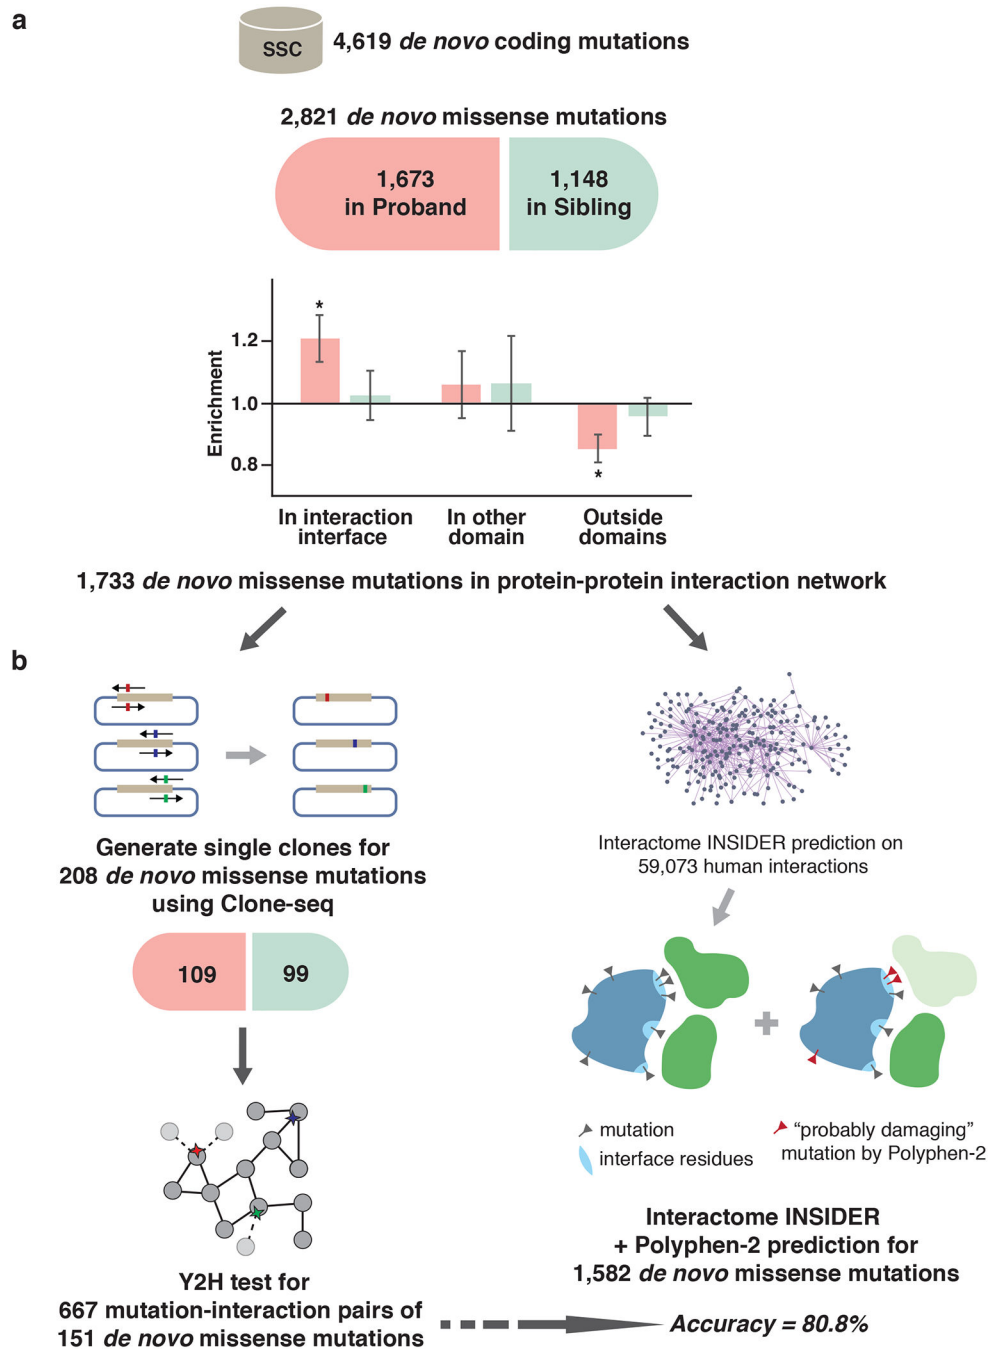 a
SSC
4,619 de novo coding mutations
2,821 de novo missense mutations
1,673
in Proband
1,148
in Sibling
*
1.2
1.0
0.8
Enrichment
*
In interaction
interface
In other
domain
Outside
domains
1,733 de novo missense mutations in protein-protein interaction network
b
Generate single clones for
208 de novo missense mutations
using Clone-seq
109
99
Y2H test for
667 mutation-interaction pairs of
151 de novo missense mutations
Interactome INSIDER prediction on
59,073 human interactions
mutation
interface residues
"probably damaging"
mutation by Polyphen-2
Interactome INSIDER
+ Polyphen-2 prediction for
1,582 de novo missense mutations
Accuracy = 80.8%